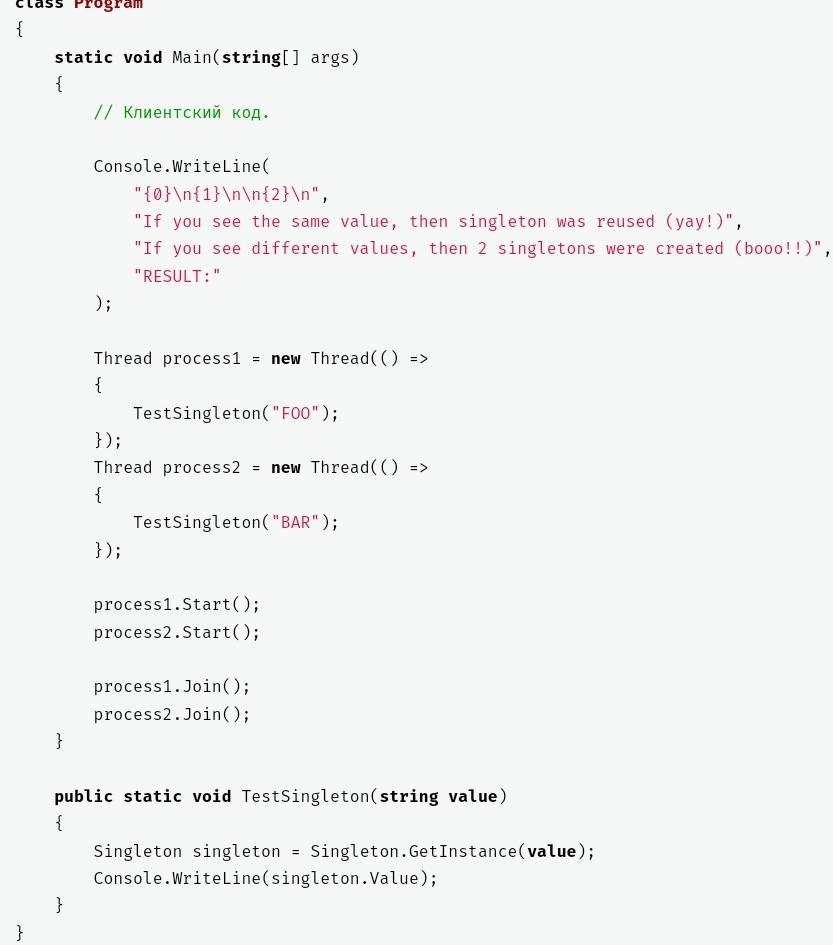 class Program
{
    static void Main(string[] args)
    {
        // Клиентский код.

        Console.WriteLine(
            "{0}\n{1}\n\n{2}\n",
            "If you see the same value, then singleton was reused (yay!)",
            "If you see different values, then 2 singletons were created (booo!!)",
            "RESULT:"
        );

        Thread process1 = new Thread(() =>
        {
            TestSingleton("FOO");
        });
        Thread process2 = new Thread(() =>
        {
            TestSingleton("BAR");
        });

        process1.Start();
        process2.Start();

        process1.Join();
        process2.Join();
    }

    public static void TestSingleton(string value)
    {
        Singleton singleton = Singleton.GetInstance(value);
        Console.WriteLine(singleton.Value);
    }
}